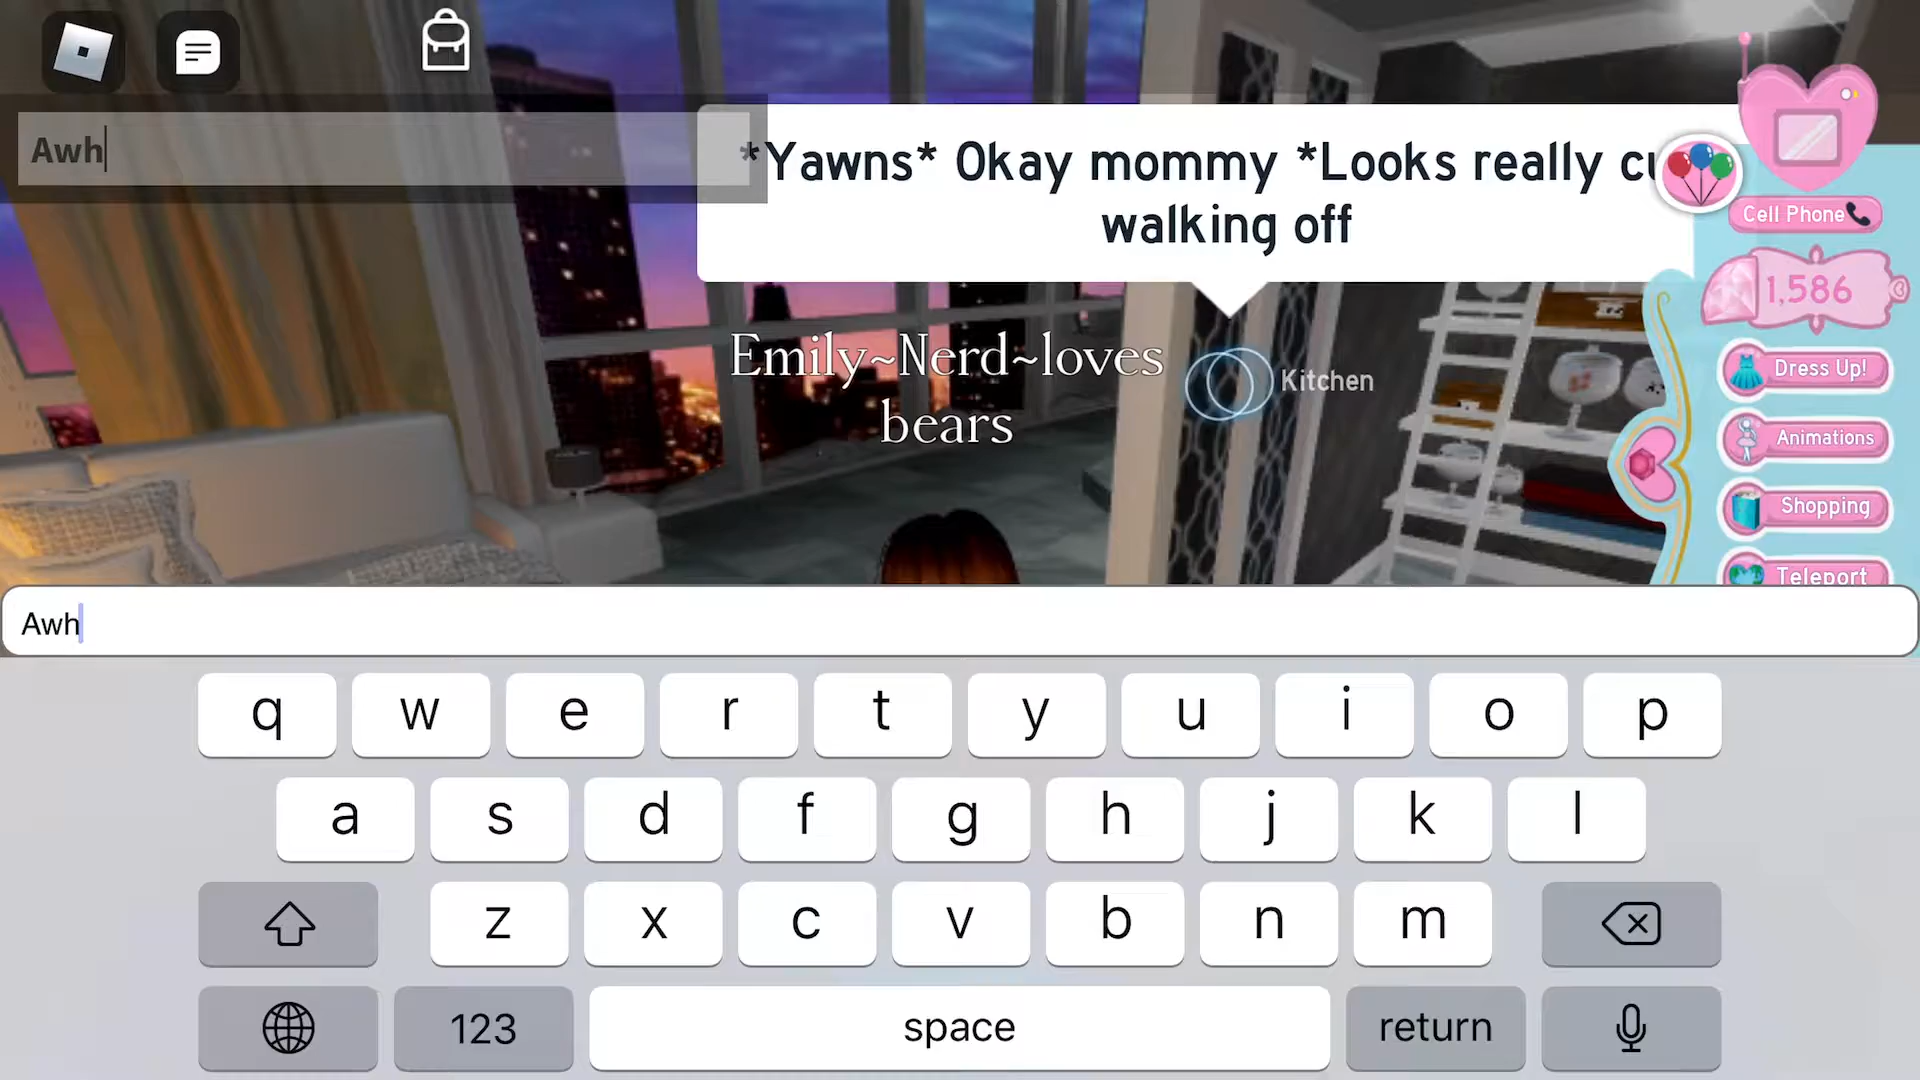 Awh
*Yawns* Okay mommy *Looks really
walking off
Cell Phone
1,586
Emily~Nerd~loves
bears
Kitchen
Dress Up!
Animations
Shopping
Teleport
Awh
q w e r t y u i o p
a s d f g h j k l
z x c v b n m
123 space return